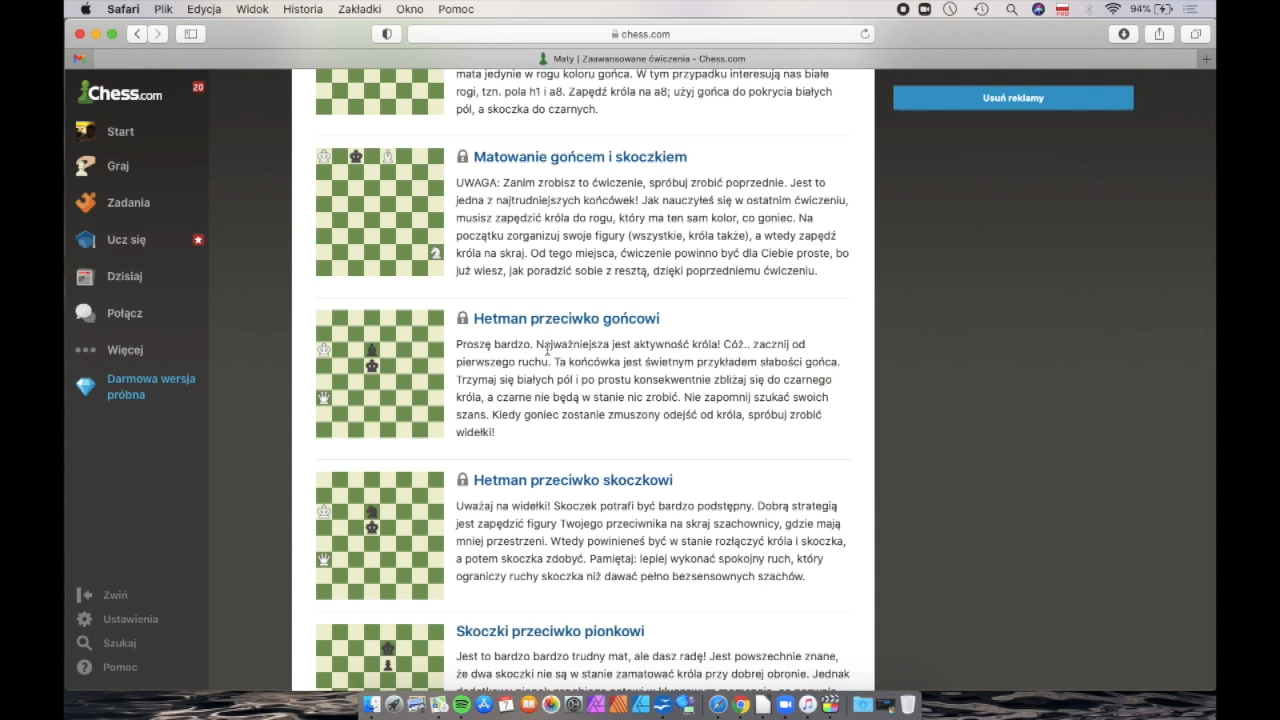 Safari Plik Edycja Widok Historia Zakładki Okno Pomoc 94%
chess.com
Maty | Zaawansowane ćwiczenia - Chess.com
Chess.com 20
Start
Graj
Zadania
Ucz się
Dzisiaj
Połącz
Więcej
Darmowa wersja
próbna
Zwiń
Ustawienia
Szukaj
Pomoc
mata jedynie w rogu koloru gońca. W tym przypadku interesują nas białe
rogi, tzn. pola h1 i a8. Zapędź króla na a8; użyj gońca do pokrycia białych
pól, a skoczka do czarnych.
Matowanie gońcem i skoczkiem
UWAGA: Zanim zrobisz to ćwiczenie, spróbuj zrobić poprzednie. Jest to
jedna z najtrudniejszych końcówek! Jak nauczyłeś się w ostatnim ćwiczeniu,
musisz zapędzić króla do rogu, który ma ten sam kolor, co goniec. Na
początku zorganizuj swoje figury (wszystkie, króla także), a wtedy zapędź
króla na skraj. Od tego miejsca, ćwiczenie powinno być dla Ciebie proste, bo
już wiesz, jak poradzić sobie z resztą, dzięki poprzedniemu ćwiczeniu.
Hetman przeciwko gońcowi
Proszę bardzo. Najważniejsza jest aktywność króla! Cóż.. zacznij od
pierwszego ruchu. Ta końcówka jest świetnym przykładem słabości gońca.
Trzymaj się białych pól i po prostu konsekwentnie zbliżaj się do czarnego
króla, a czarne nie będą w stanie nic zrobić. Nie zapomnij szukać swoich
szans. Kiedy goniec zostanie zmuszony odejść od króla, spróbuj zrobić
widełki!
Hetman przeciwko skoczkowi
Uważaj na widełki! Skoczek potrafi być bardzo podstępny. Dobrą strategią
jest zapędzić figury Twojego przeciwnika na skraj szachownicy, gdzie mają
mniej przestrzeni. Wtedy powinieneś być w stanie rozłączyć króla i skoczka,
a potem skoczka zdobyć. Pamiętaj: lepiej wykonać spokojny ruch, który
ograniczy ruchy skoczka niż dawać pełno bezsensownych szachów.
Skoczki przeciwko pionkowi
Jest to bardzo bardzo trudny mat, ale dasz radę! Jest powszechnie znane,
że dwa skoczki nie są w stanie zamatować króla przy dobrej obronie. Jednak
Usuń reklamy